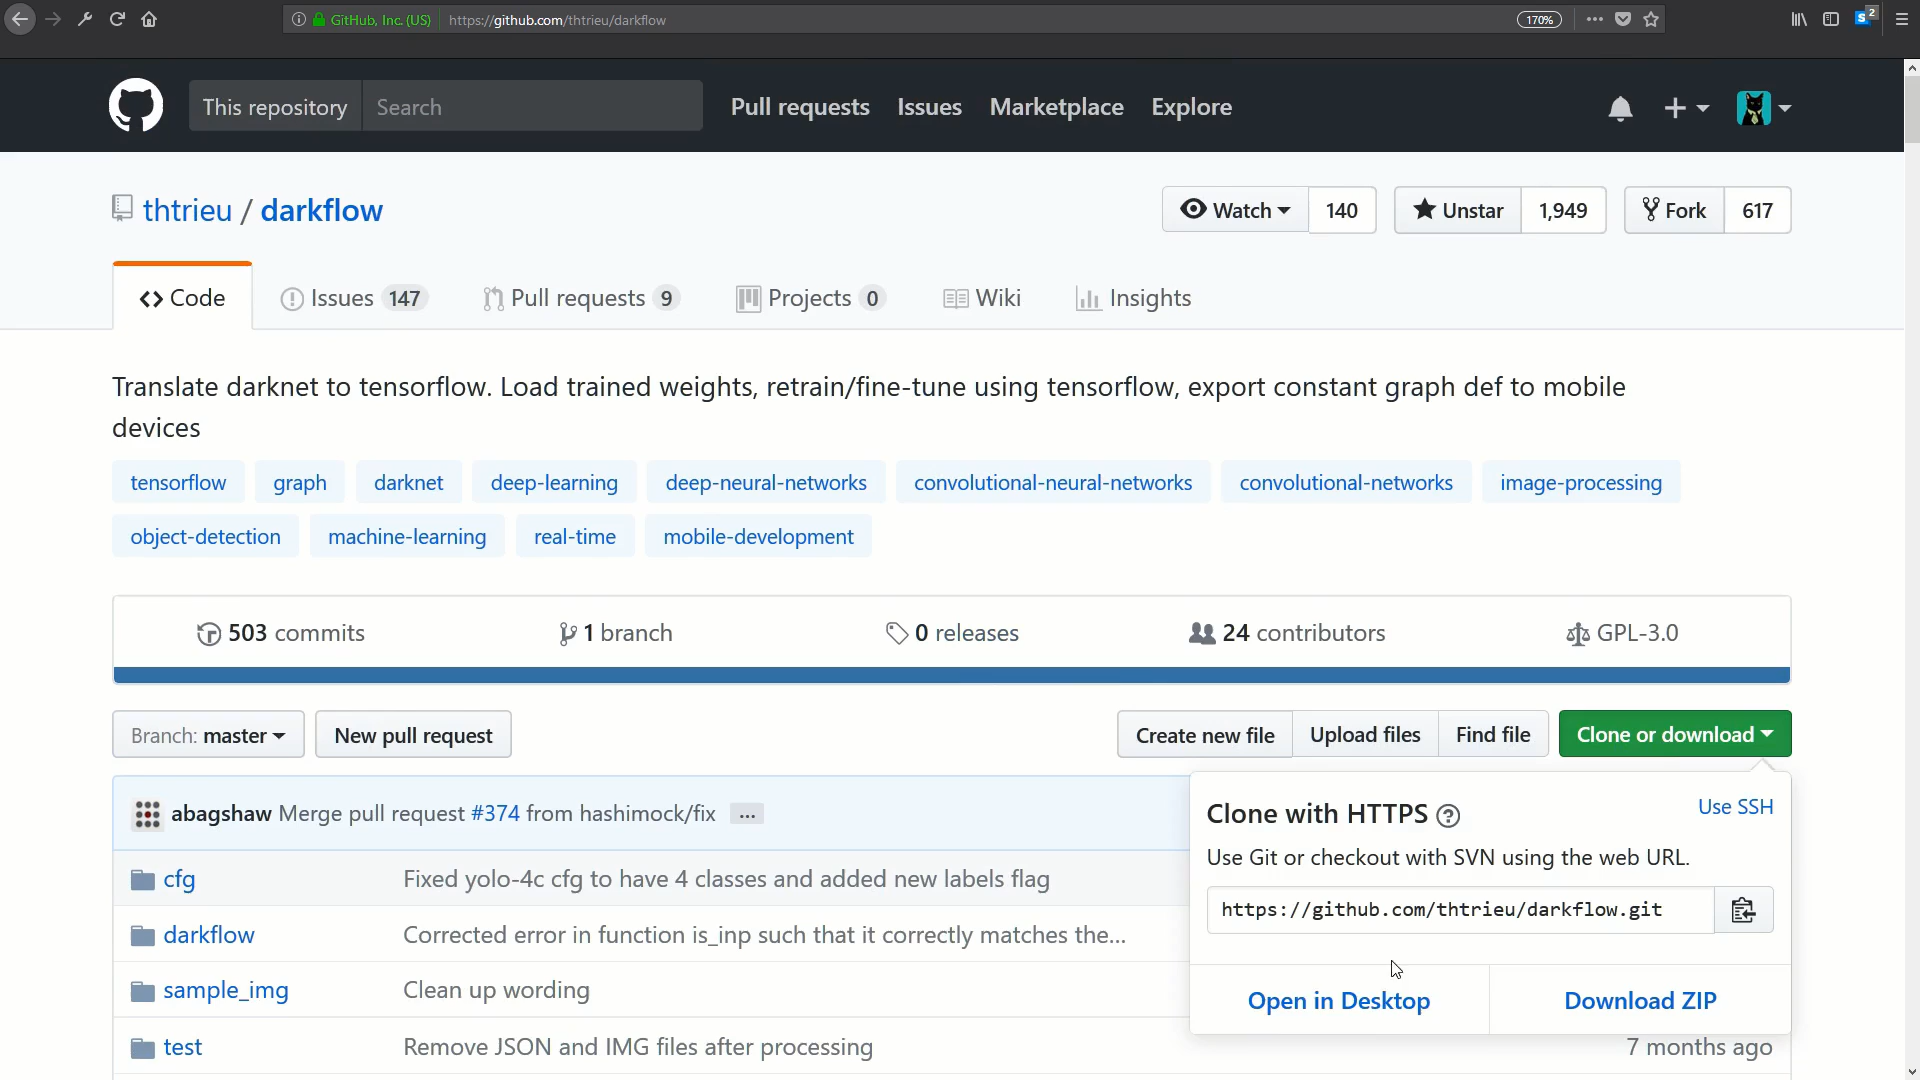 GitHub, Inc. (US) https://github.com/thtrieu/darkflow 170% S 2
This repository Search Pull requests Issues Marketplace Explore
thtrieu / darkflow Watch 140 Unstar 1,949 Fork 617
Code Issues 147 Pull requests 9 Projects 0 Wiki Insights
Translate darknet to tensorflow. Load trained weights, retrain/fine-tune using tensorflow, export constant graph def to mobile
devices
tensorflow graph darknet deep-learning deep-neural-networks convolutional-neural-networks convolutional-networks image-processing
object-detection machine-learning real-time mobile-development
503 commits 1 branch 0 releases 24 contributors GPL-3.0
Branch: master New pull request Create new file Upload files Find file Clone or download
abagshaw Merge pull request #374 from hashimock/fix ...
Clone with HTTPS ? Use SSH
Use Git or checkout with SVN using the web URL.
https://github.com/thtrieu/darkflow.git
Open in Desktop Download ZIP
cfg Fixed yolo-4c cfg to have 4 classes and added new labels flag
darkflow Corrected error in function is_inp such that it correctly matches the...
sample_img Clean up wording
test Remove JSON and IMG files after processing 7 months ago